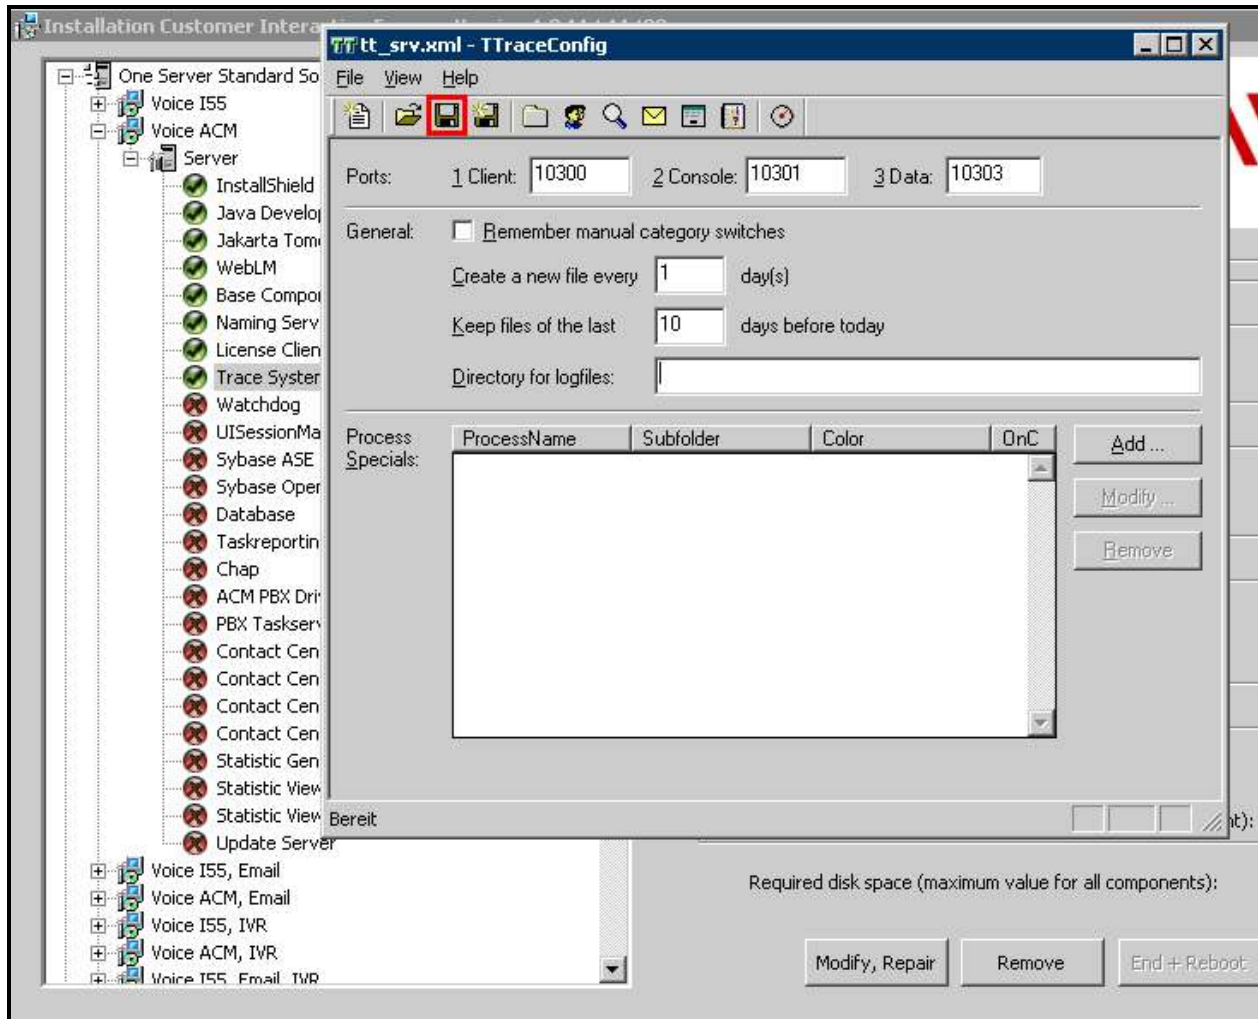 Installation Customer Intera
tt_srv.xml - TTraceConfig
File View Help
Ports: 1 Client: 10300 2 Console: 10301 3 Data: 10303
General: Remember manual category switches
Create a new file every 1 day(s)
Keep files of the last 10 days before today
Directory for logfiles:
Process Specials:
ProcessName Subfolder Color OnC
Add ...
Modify ...
Remove
Bereit
One Server Standard So
Voice I55
Voice ACM
Server
InstallShield
Java Develo
Jakarta Tom
WebLM
Base Compo
Naming Serv
License Clien
Trace System
Watchdog
UISessionMa
Sybase ASE
Sybase Oper
Database
Taskreportin
Chap
ACM PBX Dri
PBX Taskserv
Contact Cen
Contact Cen
Contact Cen
Contact Cen
Statistic Gen
Statistic View
Statistic View
Update Server
Voice I55, Email
Voice ACM, Email
Voice I55, IVR
Voice ACM, IVR
Voice I55, Email, IVR
nt):
Required disk space (maximum value for all components):
Modify, Repair
Remove
End + Reboot